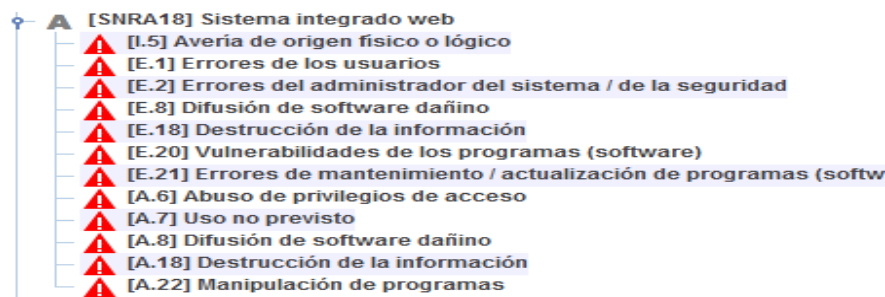 [SNRA18] Sistema integrado web
[I.5] Avería de origen físico o lógico
[E.1] Errores de los usuarios
[E.2] Errores del administrador del sistema / de la seguridad
[E.8] Difusión de software dañino
[E.18] Destrucción de la información
[E.20] Vulnerabilidades de los programas (software)
[E.21] Errores de mantenimiento / actualización de programas (softw
[A.6] Abuso de privilegios de acceso
[A.7] Uso no previsto
[A.8] Difusión de software dañino
[A.18] Destrucción de la información
[A.22] Manipulación de programas